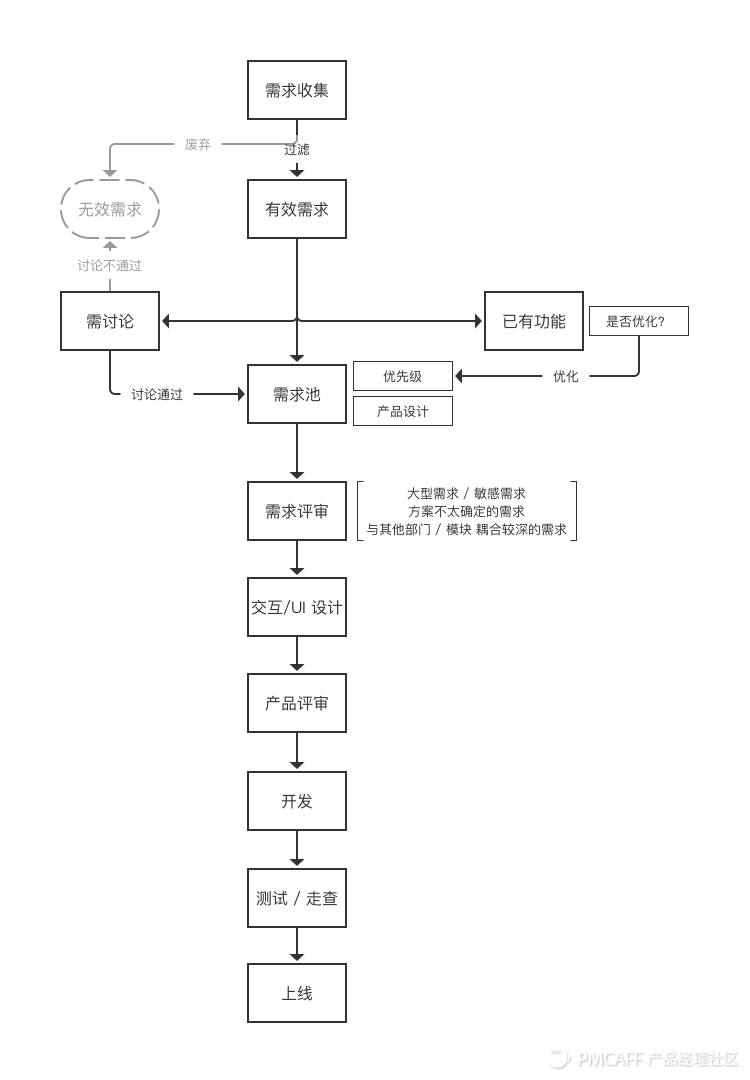 需求收集
废弃
过滤
无效需求
有效需求
讨论不通过
需讨论
已有功能
是否优化?
讨论通过
需求池
优先级
优化
产品设计
需求评审
大型需求 / 敏感需求
方案不太确定的需求
与其他部门 / 模块 耦合较深的需求
交互/UI 设计
产品评审
开发
测试 / 走查
上线
PMCAFF 产品经理社区